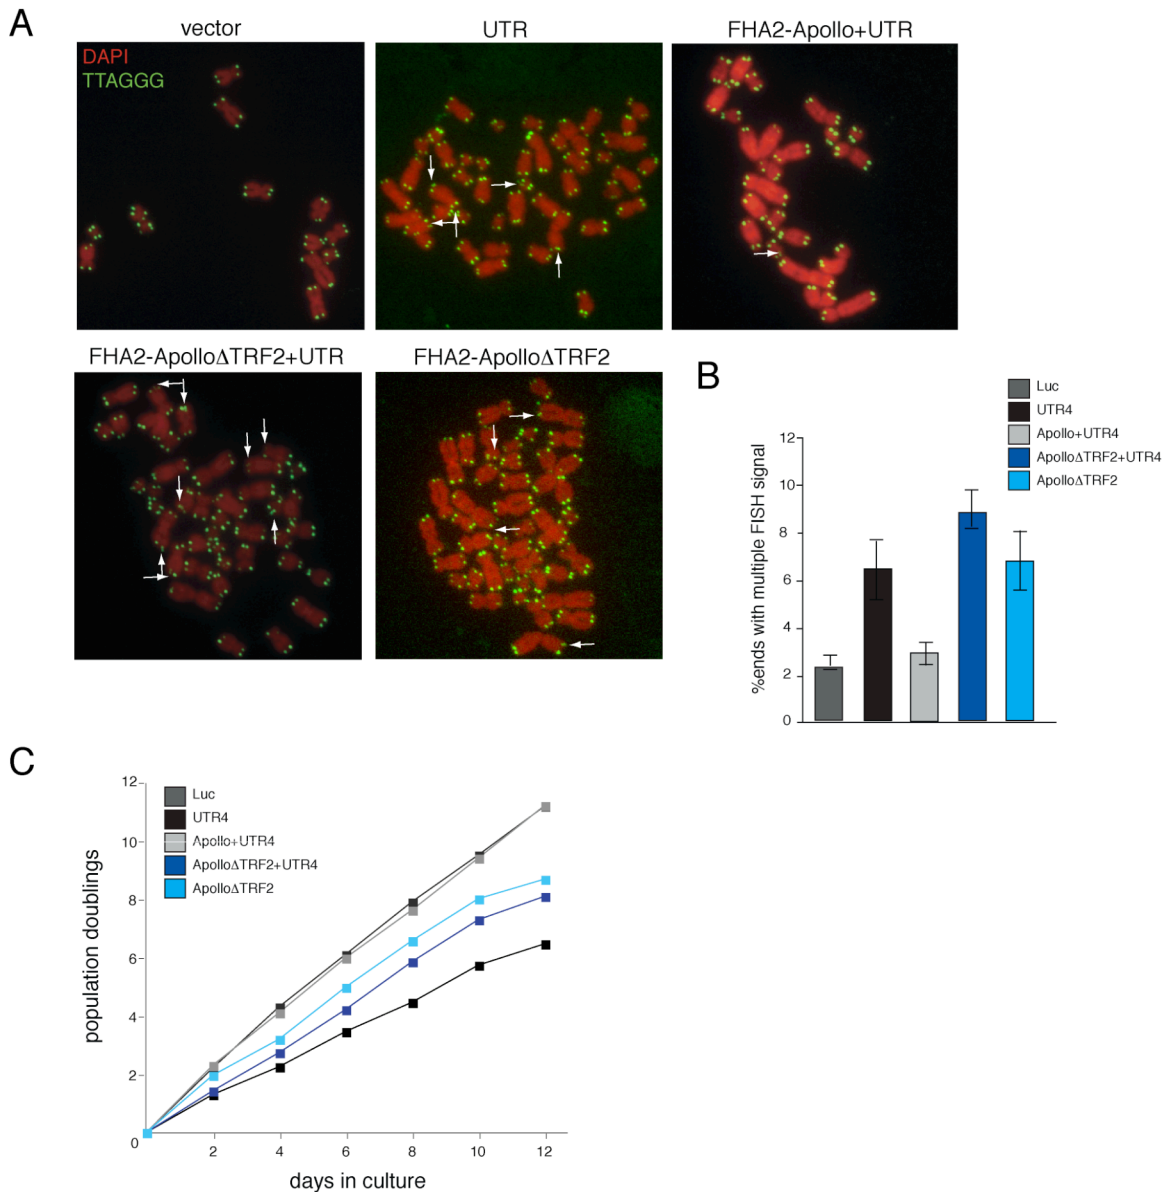 A
vector
UTR
FHA2-Apollo+UTR
DAPI
TTAGGG
FHA2-ApolloΔTRF2+UTR
FHA2-ApolloΔTRF2
B
Luc
UTR4
Apollo+UTR4
ApolloΔTRF2+UTR4
ApolloΔTRF2
%ends with multiple FISH signal
12
10
8
6
4
2
0
C
Luc
UTR4
Apollo+UTR4
ApolloΔTRF2+UTR4
ApolloΔTRF2
population doublings
12
10
8
6
4
2
0
2 4 6 8 10 12
days in culture